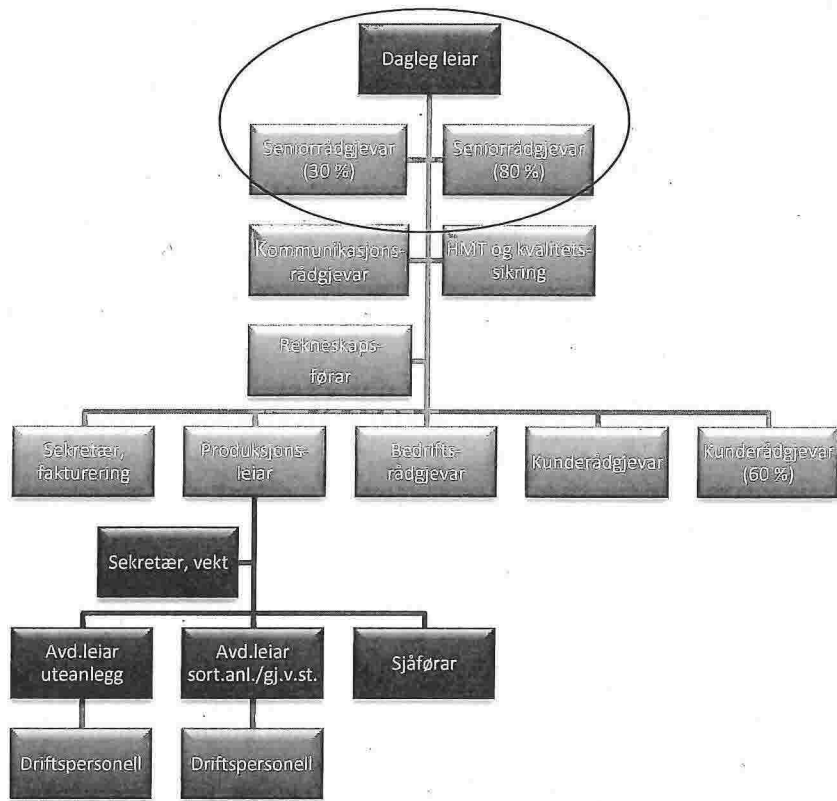 Dagleg leiar
Seniorrådgjevar
(30 %)
Seniorrådgjevar
(80 %)
Kommunikasjons-
rådgjevar
HMT og kvalitets-
sikring
Rekneskaps-
førar
Sekretær,
fakturering
Produksjons-
leiar
Bedrifts-
rådgjevar
Kunderådgjevar
Kunderådgjevar
(60 %)
Sekretær, vekt
Avd.leiar
uteanlegg
Avd.leiar
sort.anl./gj.v.st.
Sjåførar
Driftspersonell
Driftspersonell